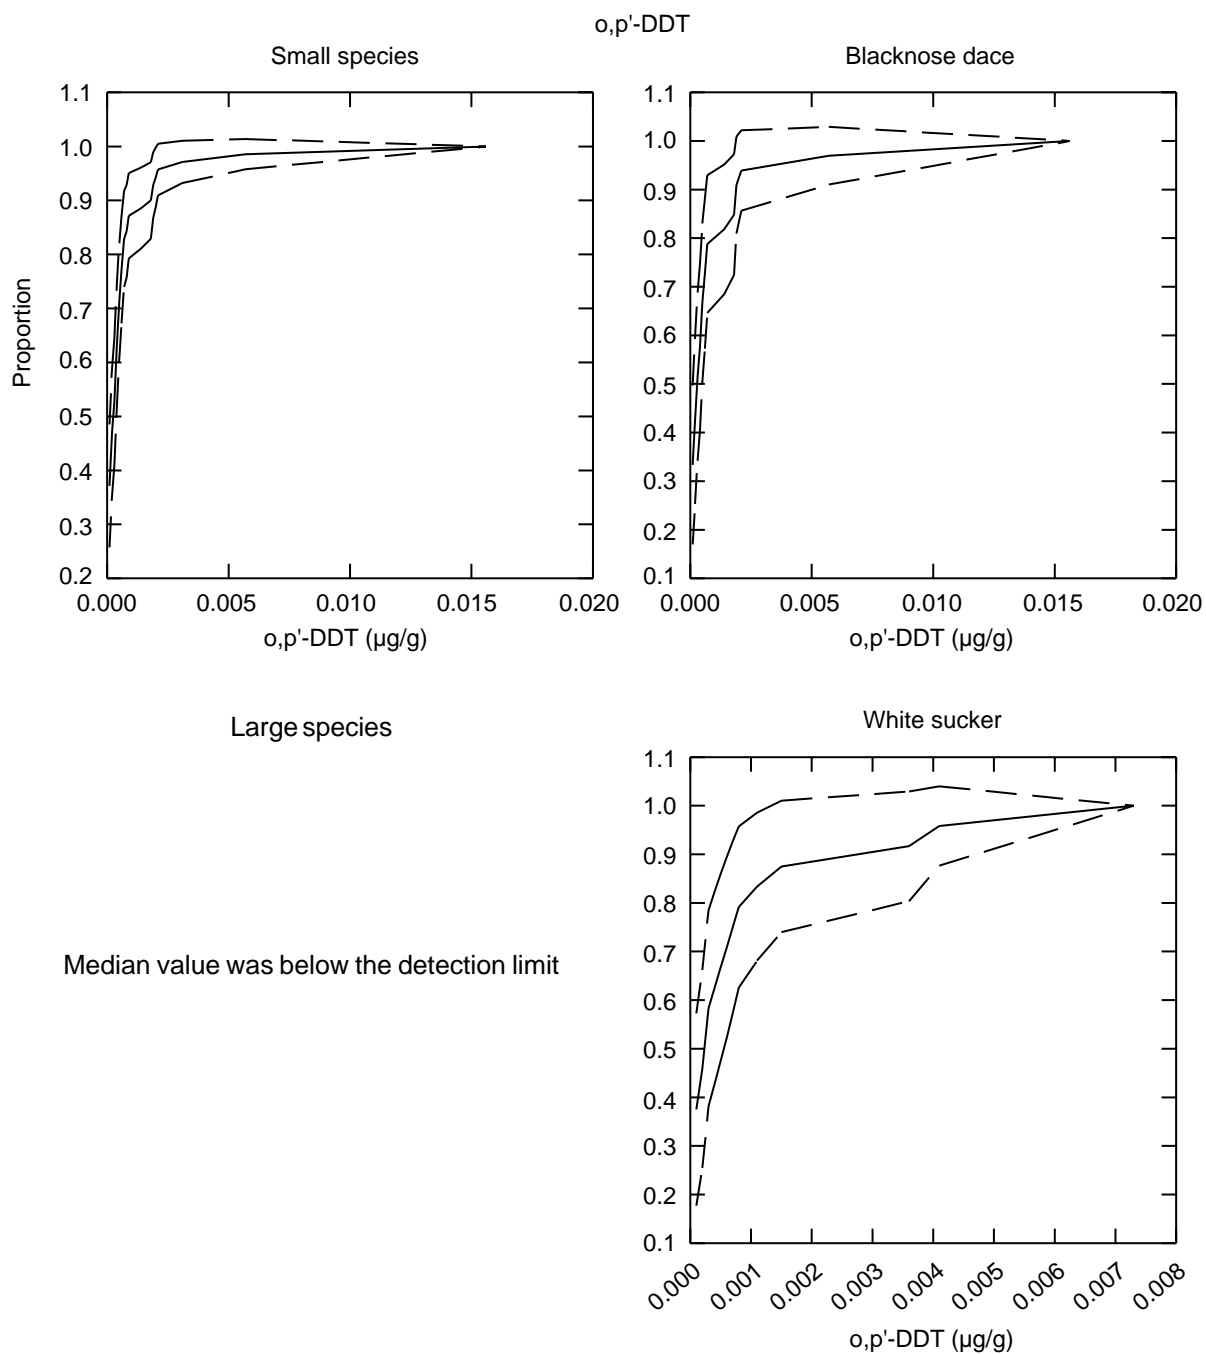 o,p'-DDT
Small species
1.1
1.0
0.9
0.8
0.7
0.6
0.5
0.4
0.3
0.2
Proportion
0.000 0.005 0.010 0.015 0.020
o,p'-DDT (µg/g)
Blacknose dace
1.1
1.0
0.9
0.8
0.7
0.6
0.5
0.4
0.3
0.2
0.1
0.000 0.005 0.010 0.015 0.020
o,p'-DDT (µg/g)
Large species
Median value was below the detection limit
White sucker
1.1
1.0
0.9
0.8
0.7
0.6
0.5
0.4
0.3
0.2
0.1
0.000 0.001 0.002 0.003 0.004 0.005 0.006 0.007 0.008
o,p'-DDT (µg/g)